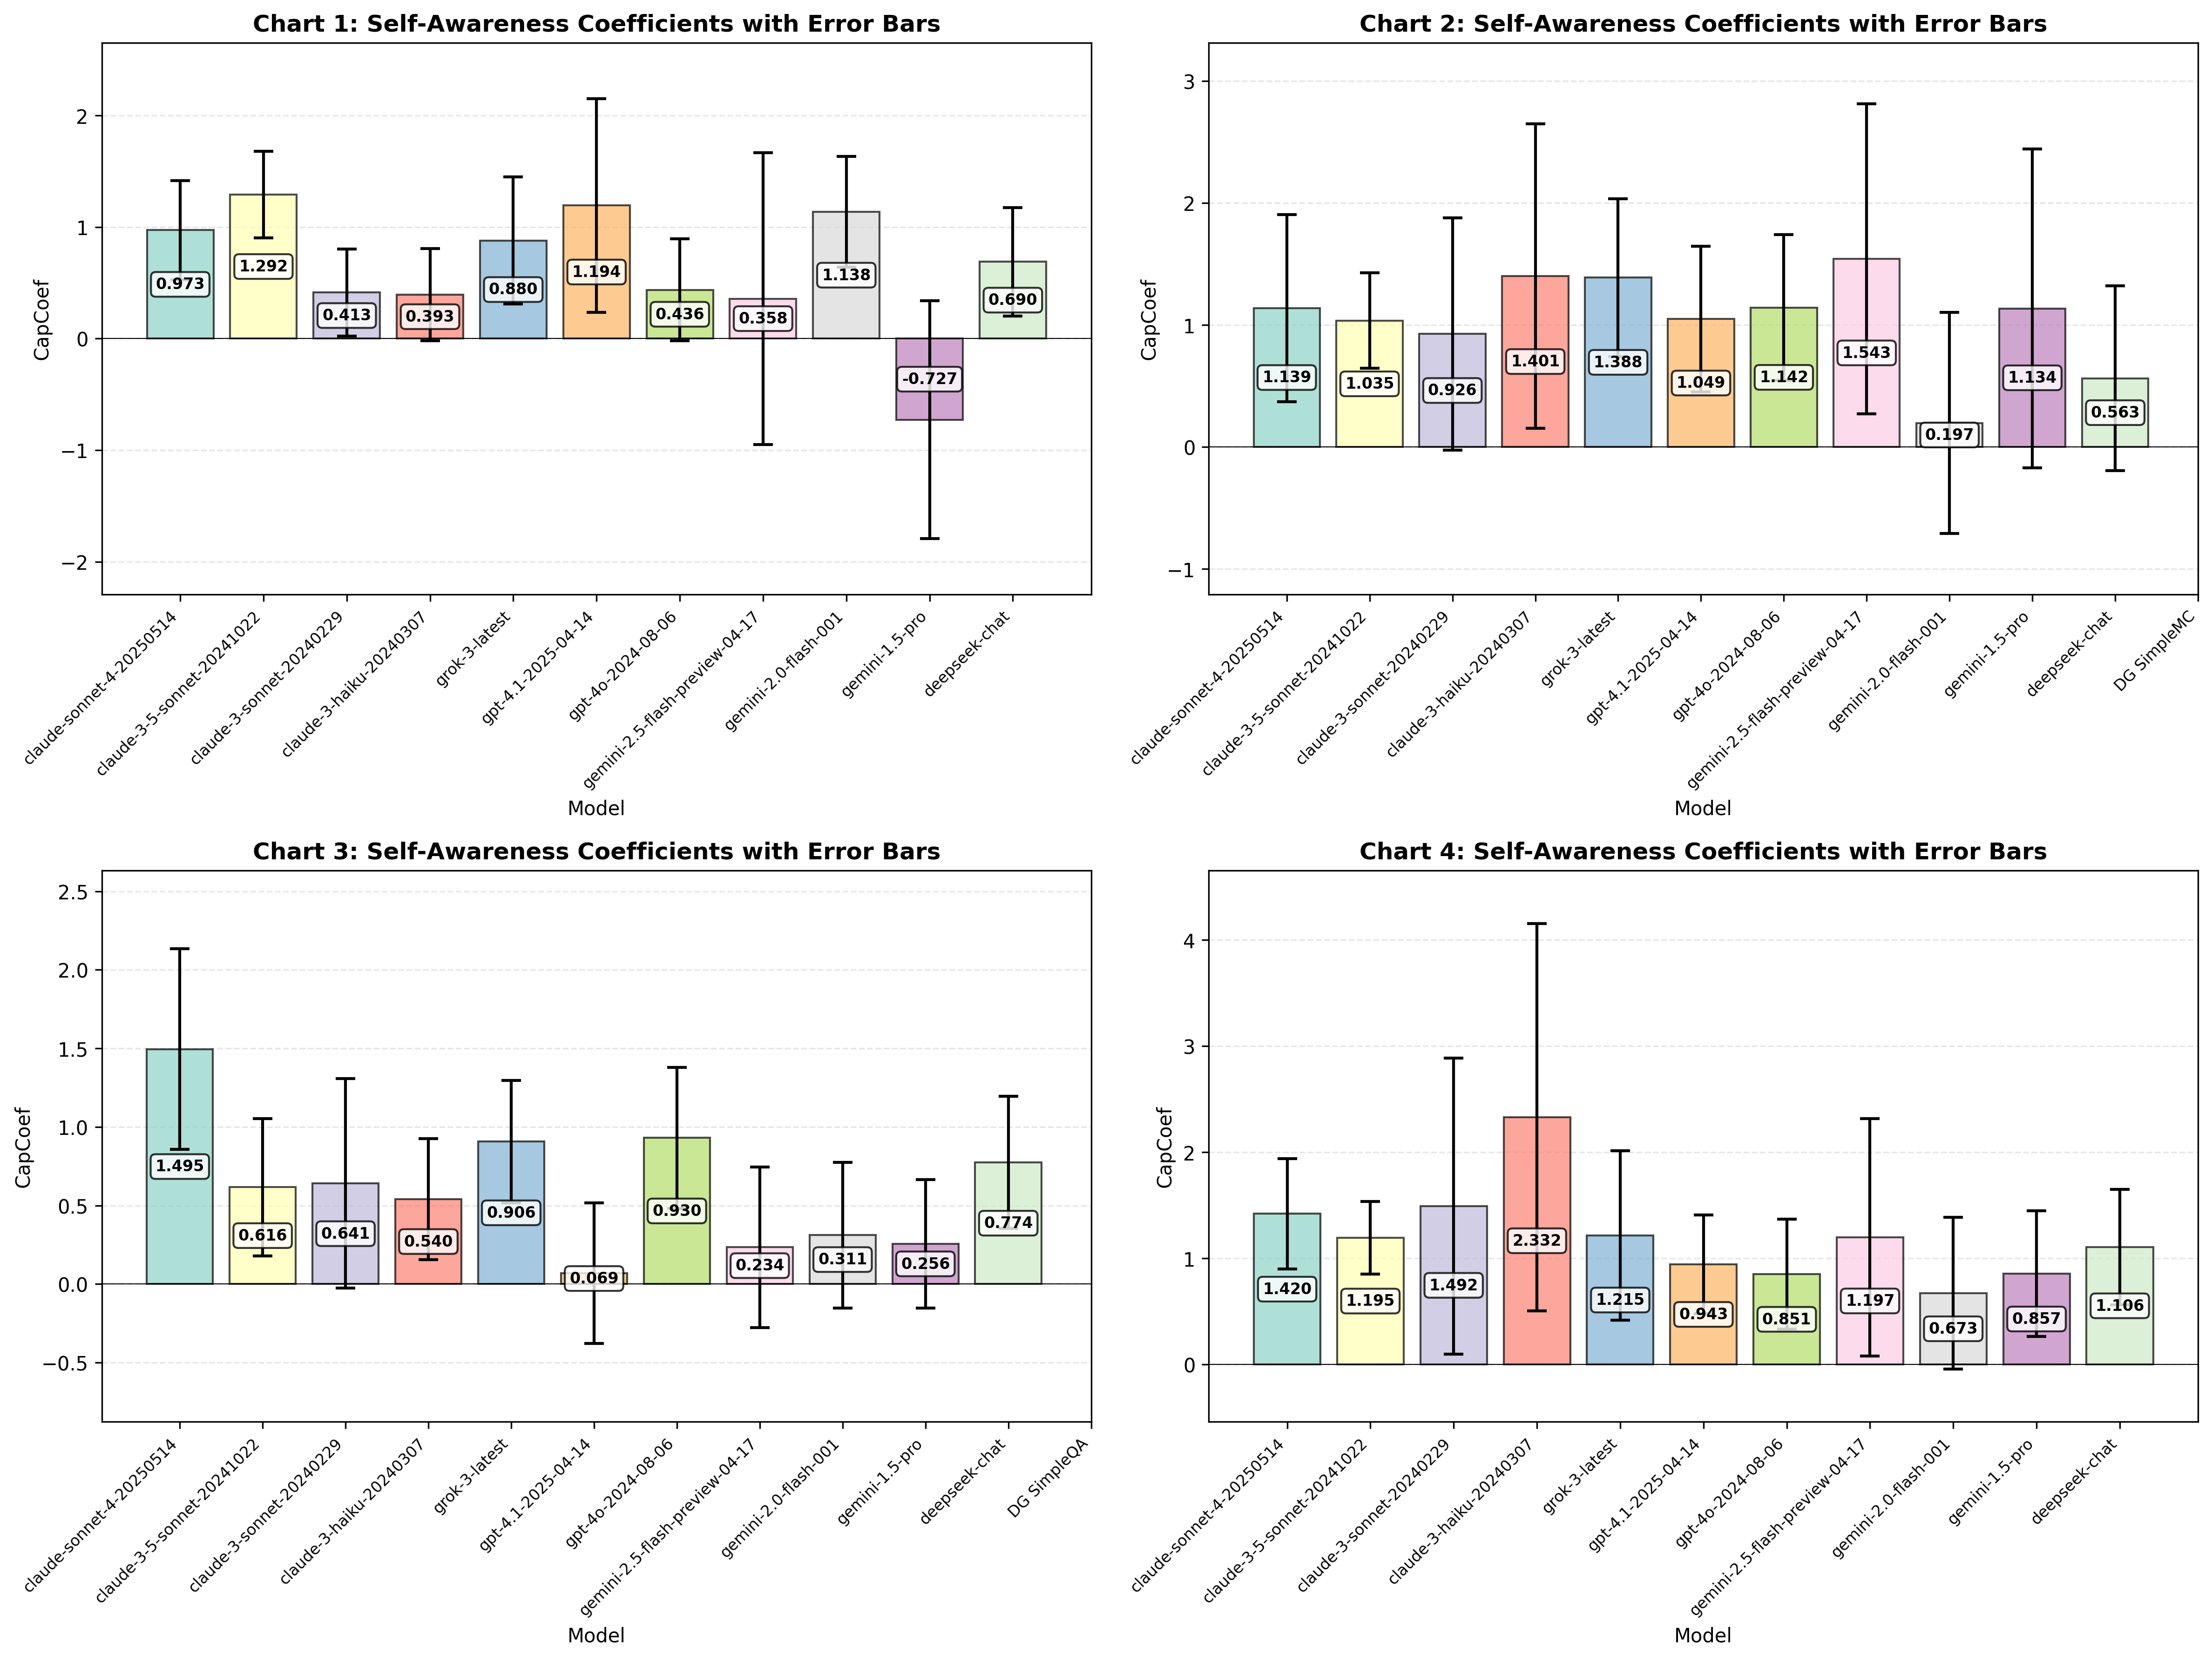 Chart 1: Self-Awareness Coefficients with Error Bars
CapCoef
2
1
0
−1
−2
0.973
1.292
0.413
0.393
0.880
1.194
0.436
0.358
1.138
-0.727
0.690
claude-sonnet-4-20250514
claude-3-5-sonnet-20241022
claude-3-sonnet-20240229
claude-3-haiku-20240307
grok-3-latest
gpt-4.1-2025-04-14
gpt-4o-2024-08-06
gemini-2.5-flash-preview-04-17
gemini-2.0-flash-001
gemini-1.5-pro
deepseek-chat
Model
Chart 2: Self-Awareness Coefficients with Error Bars
CapCoef
3
2
1
0
−1
1.139
1.035
0.926
1.401
1.388
1.049
1.142
1.543
0.197
1.134
0.563
claude-sonnet-4-20250514
claude-3-5-sonnet-20241022
claude-3-sonnet-20240229
claude-3-haiku-20240307
grok-3-latest
gpt-4.1-2025-04-14
gpt-4o-2024-08-06
gemini-2.5-flash-preview-04-17
gemini-2.0-flash-001
gemini-1.5-pro
deepseek-chat
DG SimpleMC
Model
Chart 3: Self-Awareness Coefficients with Error Bars
CapCoef
2.5
2.0
1.5
1.0
0.5
0.0
−0.5
1.495
0.616
0.641
0.540
0.906
0.069
0.930
0.234
0.311
0.256
0.774
claude-sonnet-4-20250514
claude-3-5-sonnet-20241022
claude-3-sonnet-20240229
claude-3-haiku-20240307
grok-3-latest
gpt-4.1-2025-04-14
gpt-4o-2024-08-06
gemini-2.5-flash-preview-04-17
gemini-2.0-flash-001
gemini-1.5-pro
deepseek-chat
DG SimpleQA
Model
Chart 4: Self-Awareness Coefficients with Error Bars
CapCoef
4
3
2
1
0
1.420
1.195
1.492
2.332
1.215
0.943
0.851
1.197
0.673
0.857
1.106
claude-sonnet-4-20250514
claude-3-5-sonnet-20241022
claude-3-sonnet-20240229
claude-3-haiku-20240307
grok-3-latest
gpt-4.1-2025-04-14
gpt-4o-2024-08-06
gemini-2.5-flash-preview-04-17
gemini-2.0-flash-001
gemini-1.5-pro
deepseek-chat
Model